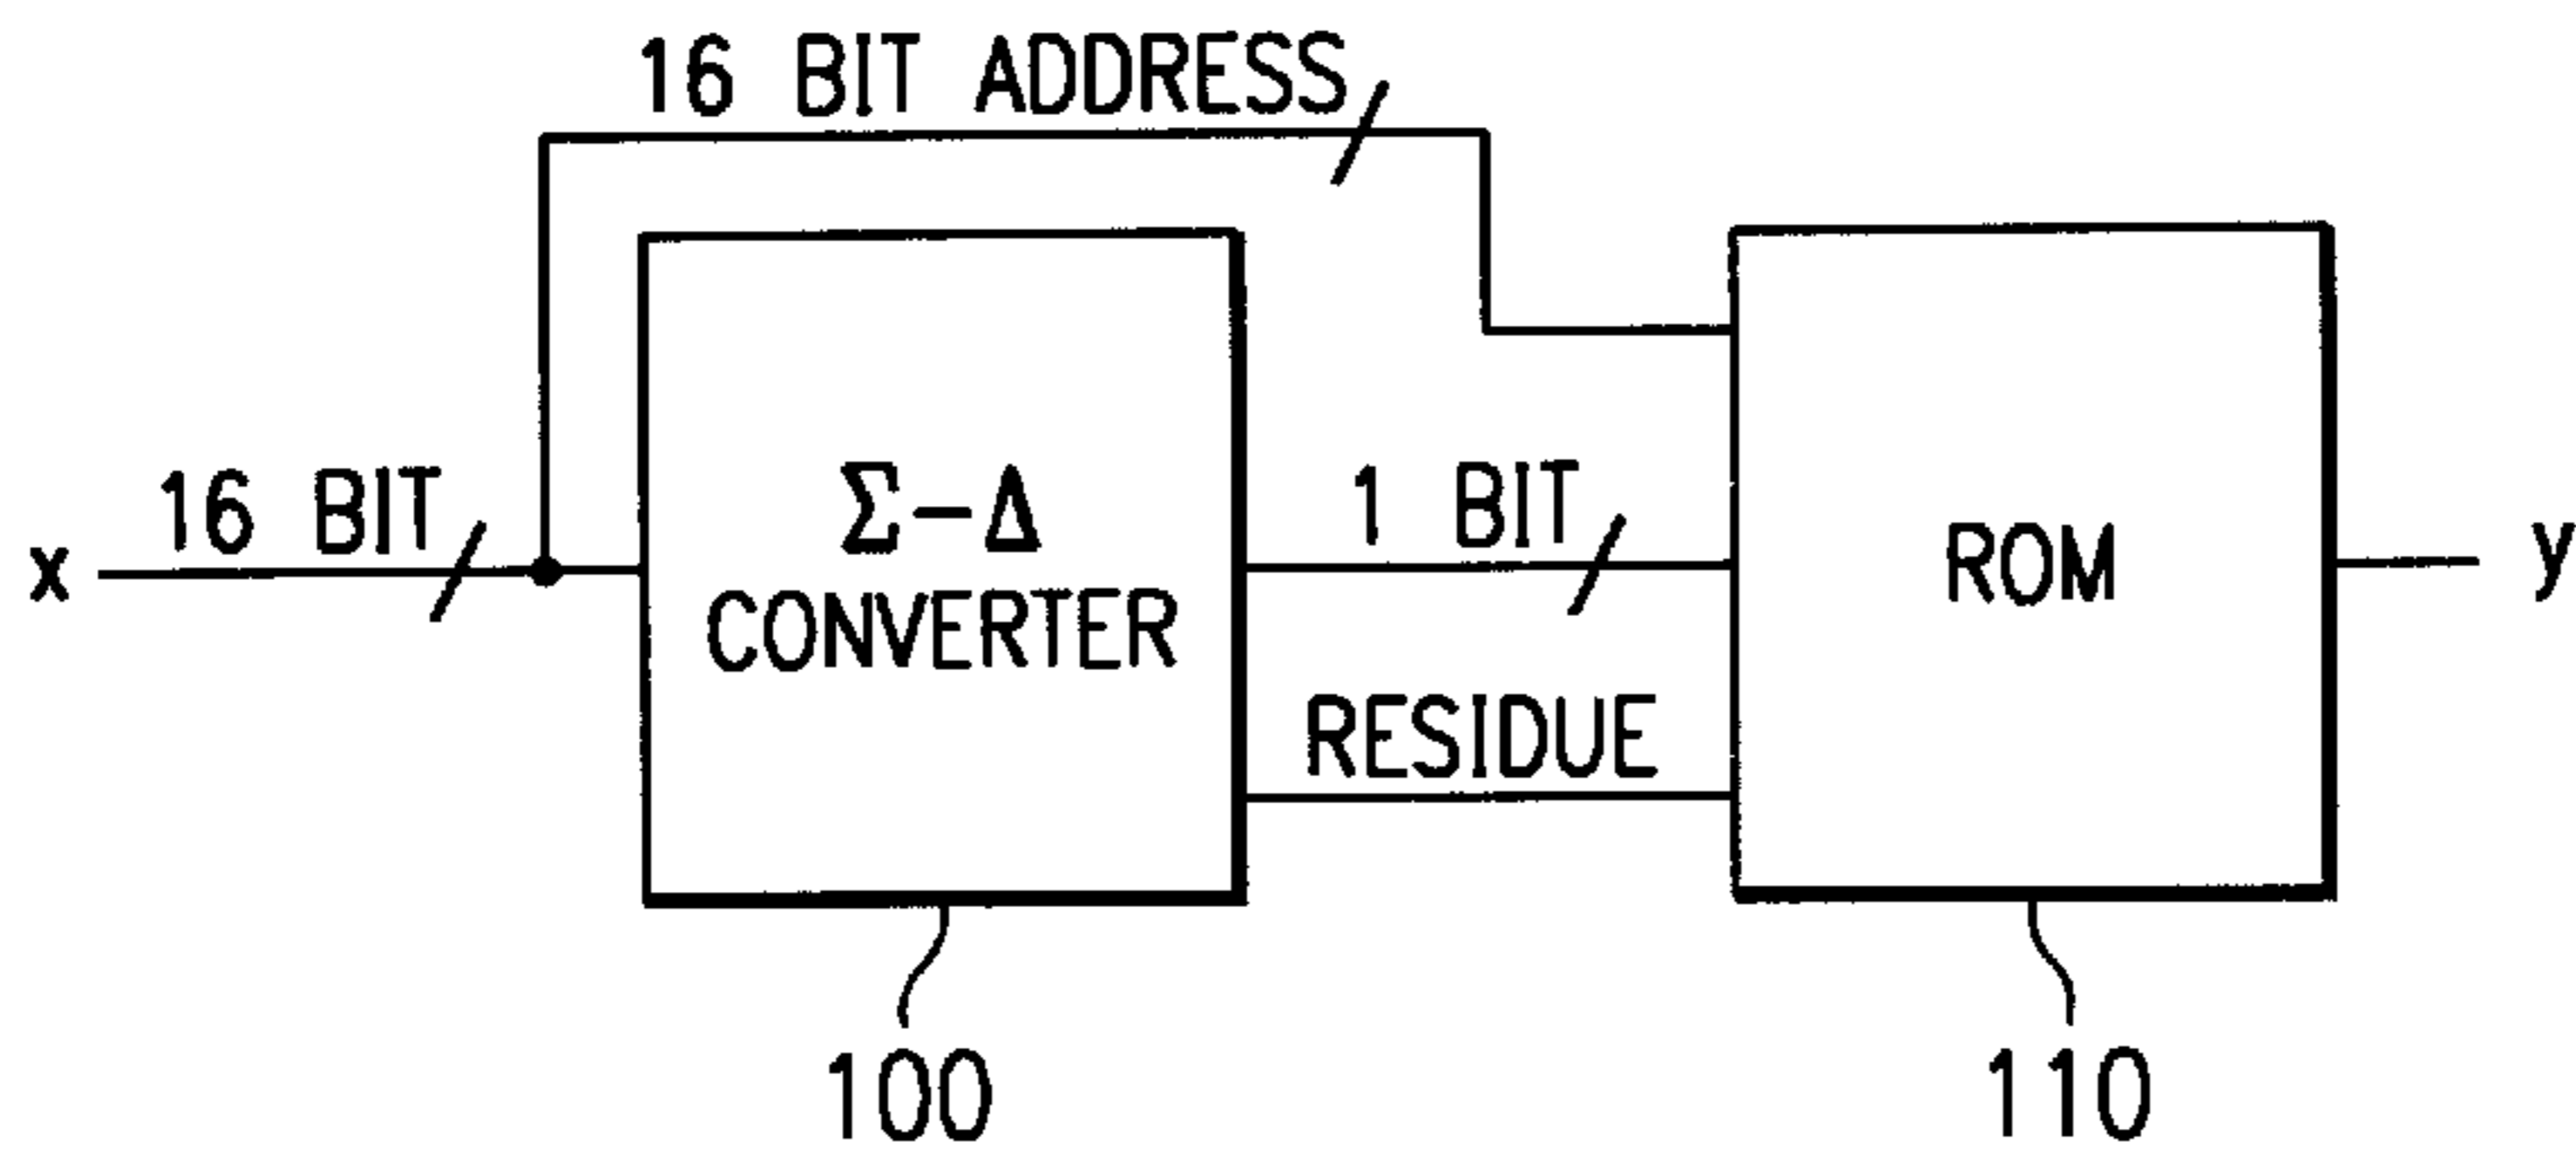 16 BIT ADDRESS
x
16 BIT
Σ-Δ
CONVERTER
1 BIT
RESIDUE
ROM
y
100
110